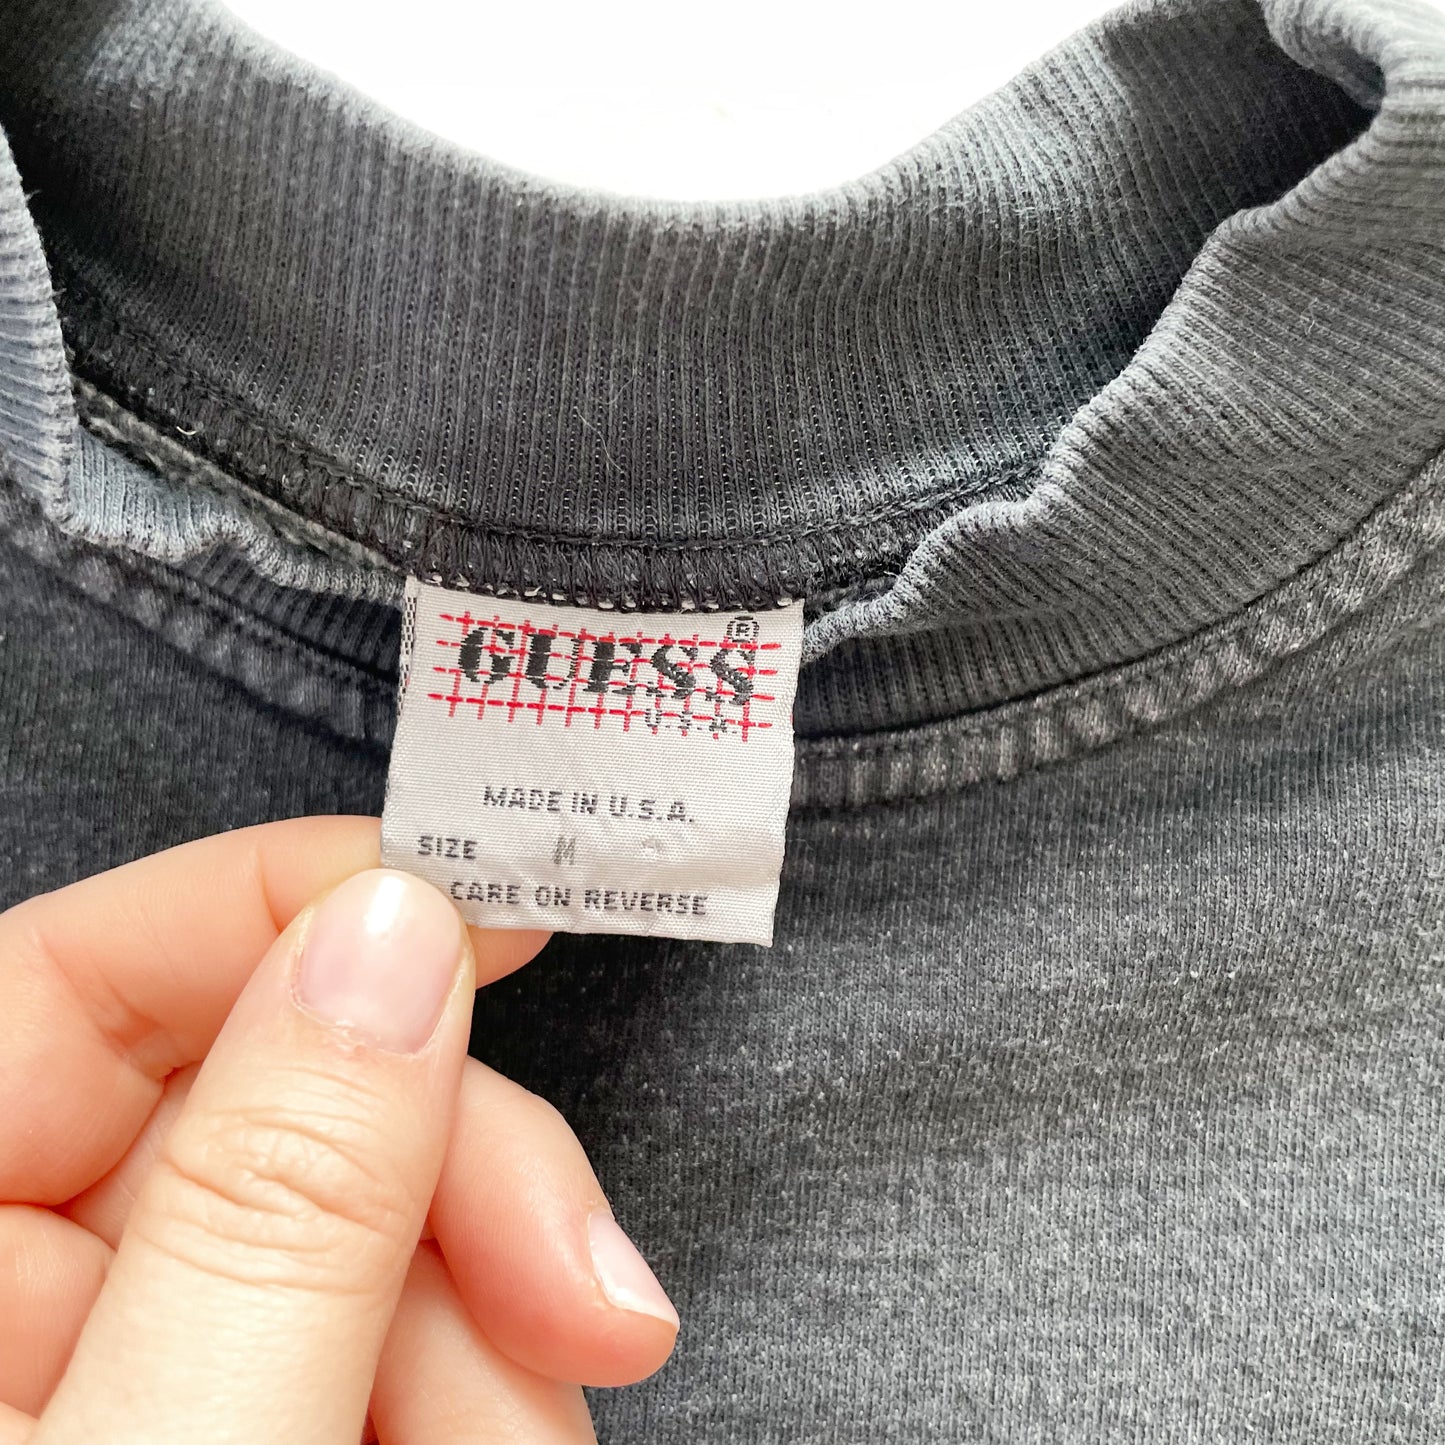 GUESS®
U.S.A.
MADE IN U.S.A.
SIZE M
CARE ON REVERSE